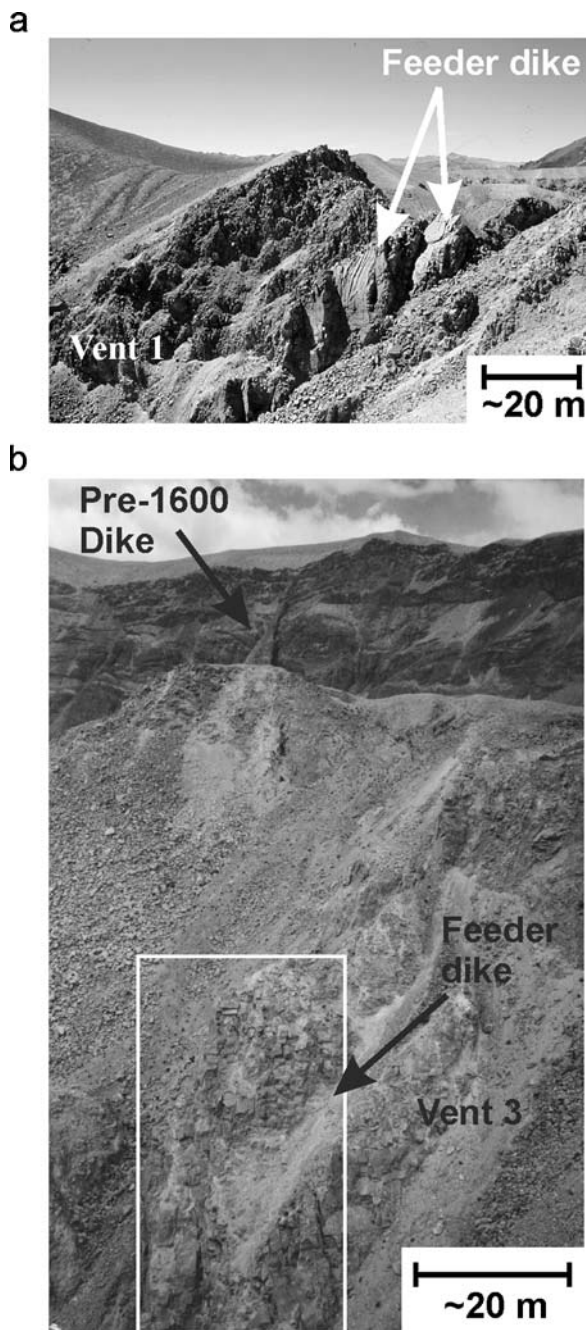 a
Feeder dike
Vent 1
~20 m
b
Pre-1600
Dike
Feeder
dike
Vent 3
~20 m